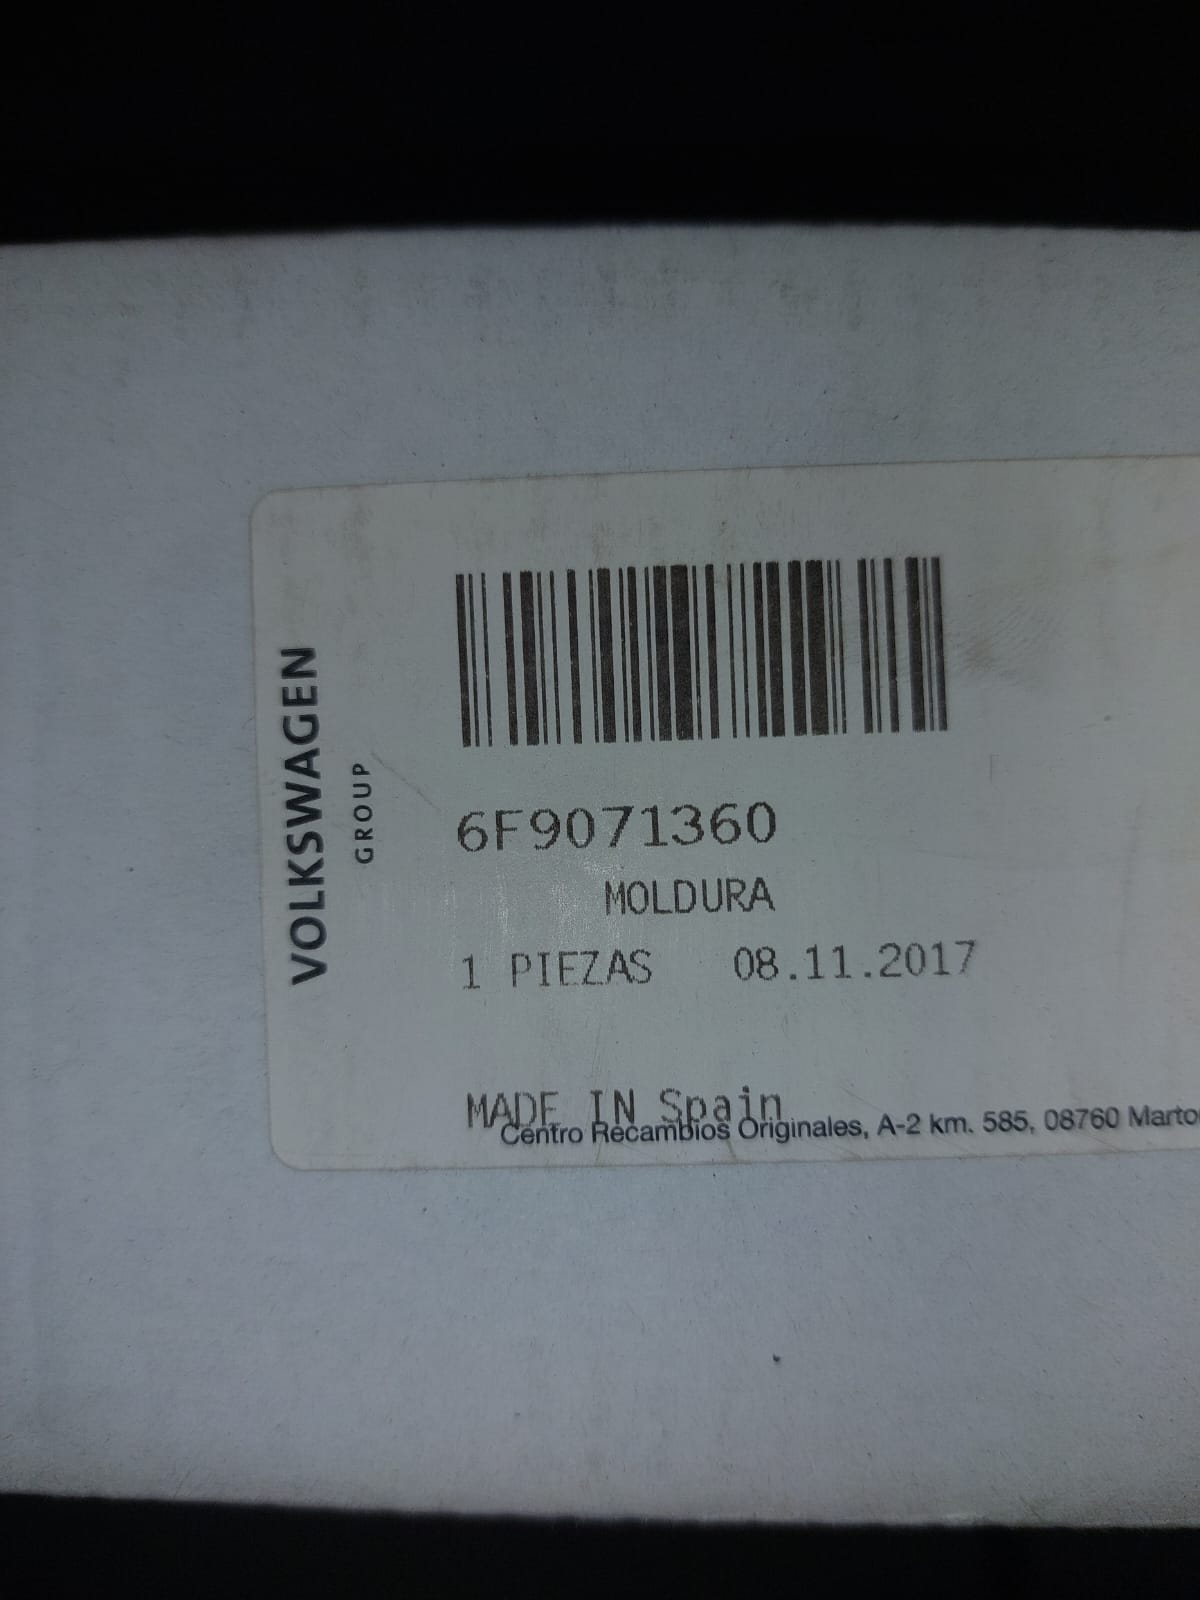 VOLKSWAGEN
GROUP
6F9071360
MOLDURA
1 PIEZAS 08.11.2017
MADE IN Spain
Centro Recambios Originales, A-2 km. 585, 08760 Marto